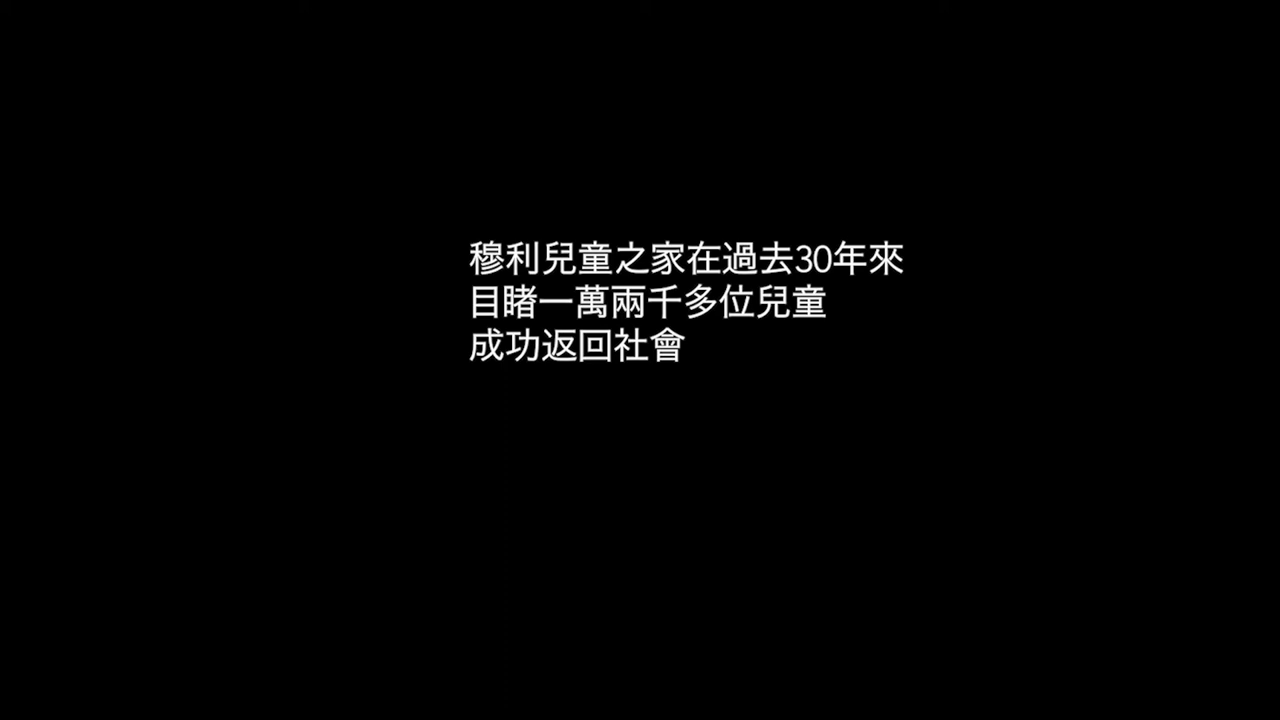 穆利兒童之家在過去30年來
目睹一萬兩千多位兒童
成功返回社會